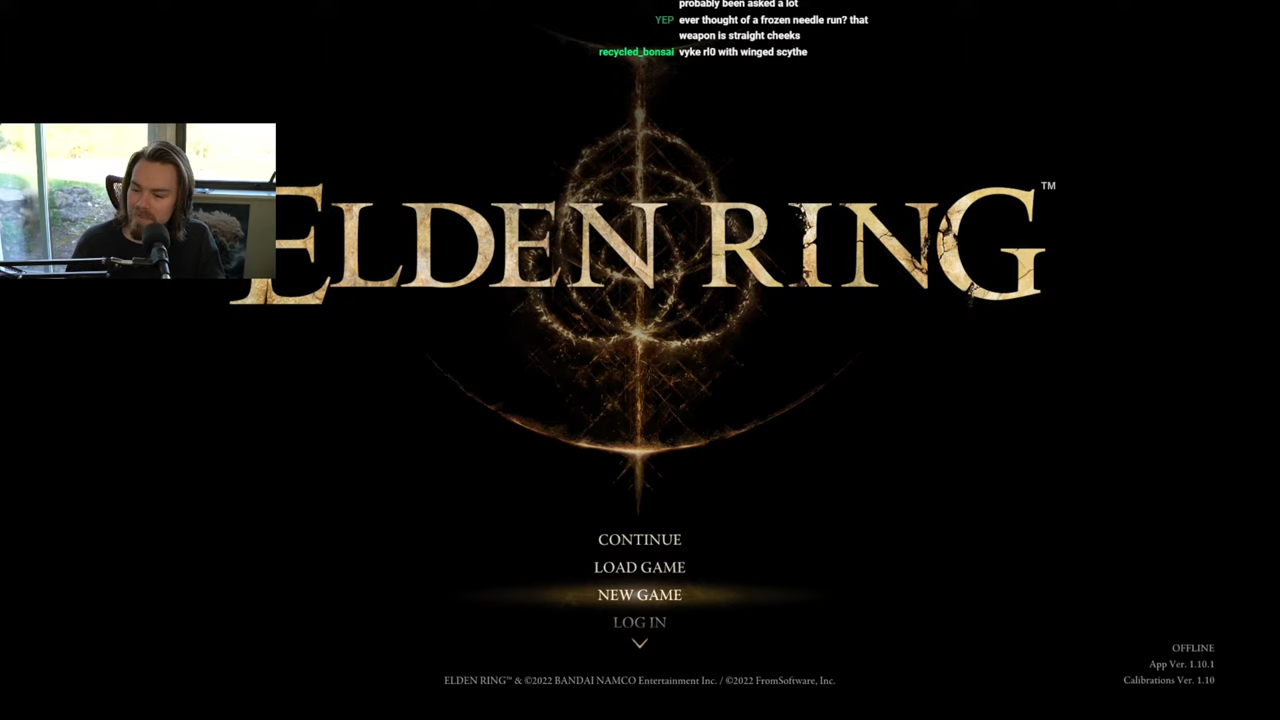 probably been asked a lot
YEP ever thought of a frozen needle run? that
weapon is straight cheeks
recycled_bonsai vyke rl0 with winged scythe
ELDEN RING™
CONTINUE
LOAD GAME
NEW GAME
LOG IN
OFFLINE
App Ver. 1.10.1
Calibrations Ver. 1.10
ELDEN RING™ & ©2022 BANDAI NAMCO Entertainment Inc. / ©2022 FromSoftware, Inc.